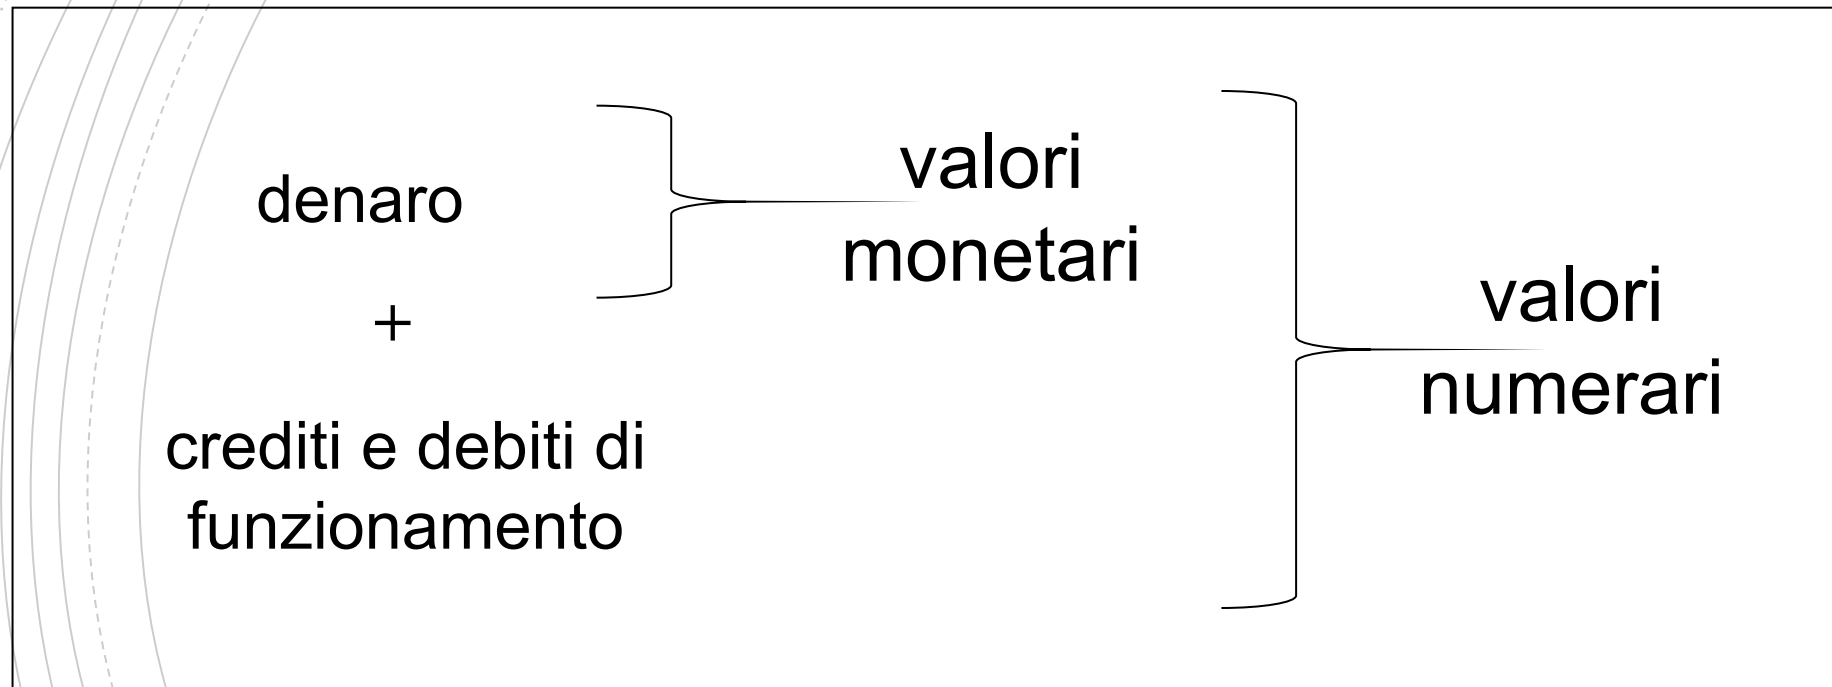 denaro
+
crediti e debiti di
funzionamento
valori
monetari
valori
numerari